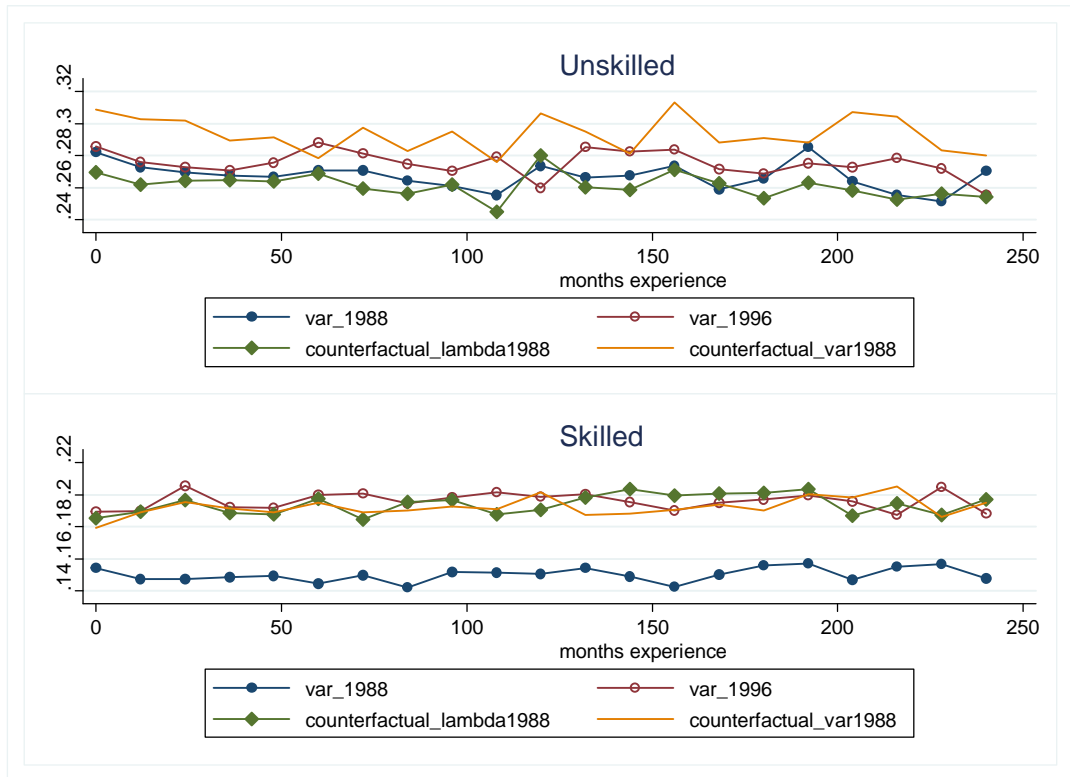 Unskilled
.24 .26 .28 .3 .32
0 50 100 150 200 250
months experience
var_1988 var_1996
counterfactual_lambda1988 counterfactual_var1988
Skilled
.14 .16 .18 .2 .22
0 50 100 150 200 250
months experience
var_1988 var_1996
counterfactual_lambda1988 counterfactual_var1988